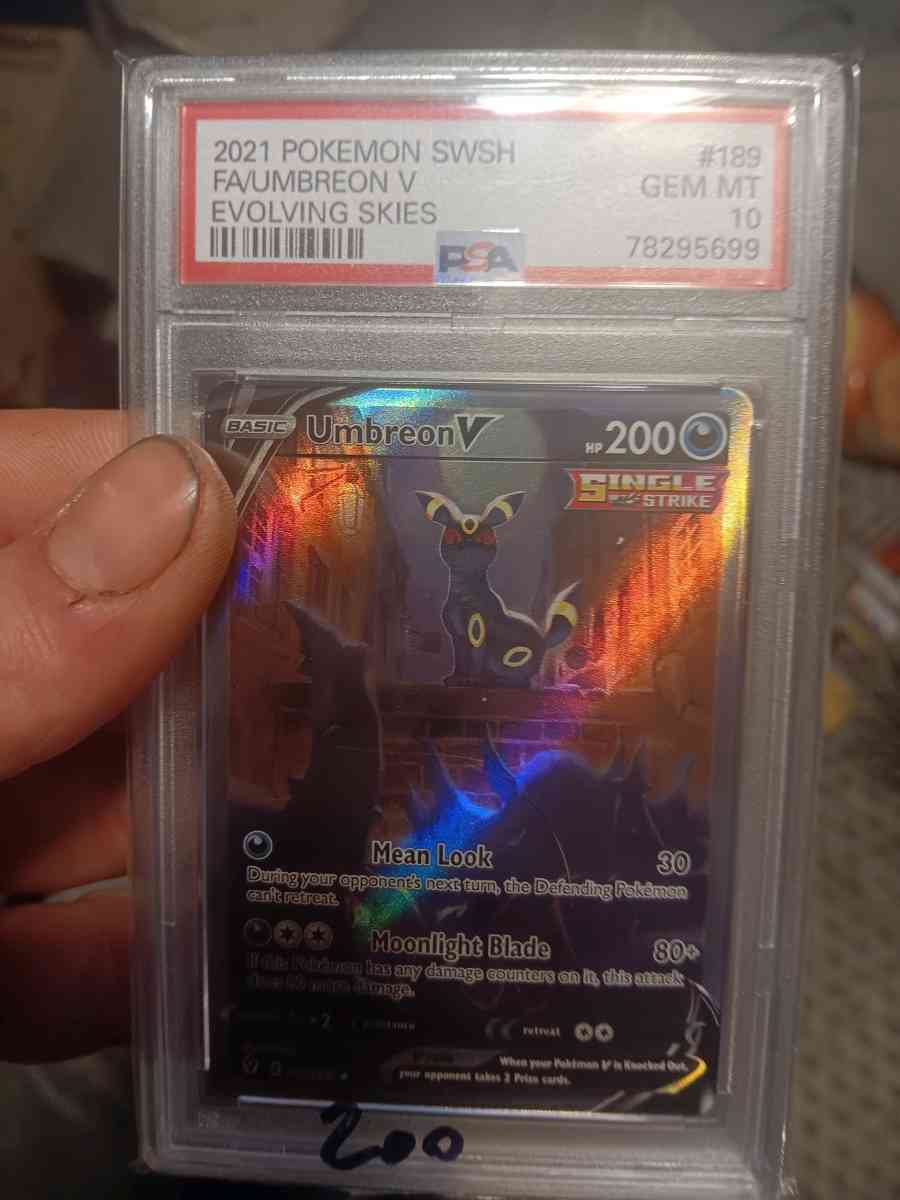 2021 POKEMON SWSH #189
FA/UMBREON V GEM MT
EVOLVING SKIES 10
PSA 78295699
BASIC UmbreonV HP 200
SINGLE
STRIKE
Mean Look 30
During your opponent's next turn, the Defending Pokémon
can't retreat.
Moonlight Blade 80+
If this Pokémon has any damage counters on it, this attack
more damage.
×2 resistance retreat
When your Pokémon V is Knocked Out,
your opponent takes 2 Prize cards.
200